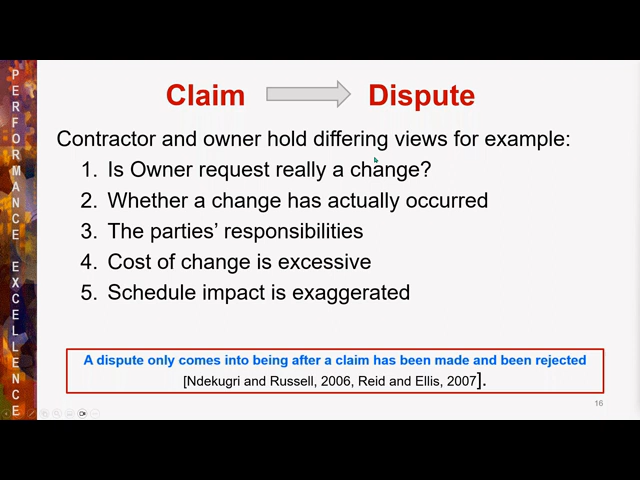 PERFORMANCE EXCELLENCE
Claim Dispute
Contractor and owner hold differing views for example:
1. Is Owner request really a change?
2. Whether a change has actually occurred
3. The parties’ responsibilities
4. Cost of change is excessive
5. Schedule impact is exaggerated
A dispute only comes into being after a claim has been made and been rejected
[Ndekugri and Russell, 2006, Reid and Ellis, 2007].
16